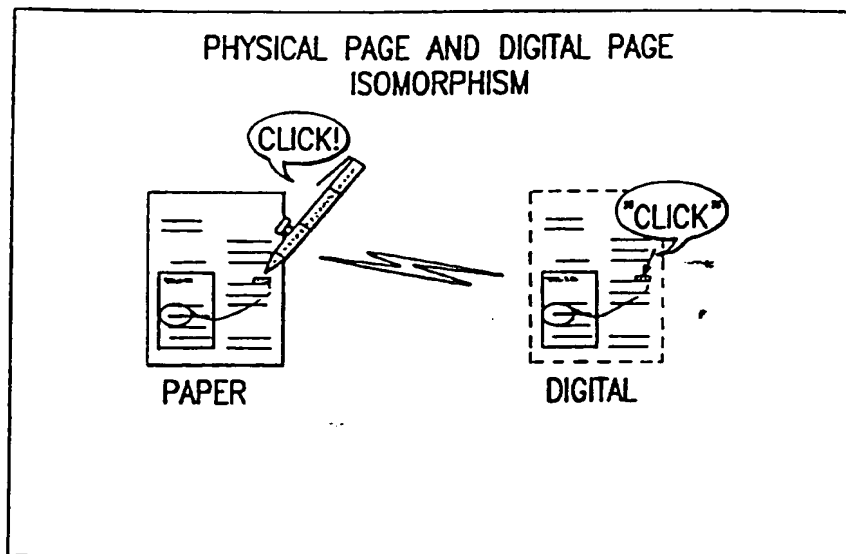 PHYSICAL PAGE AND DIGITAL PAGE
ISOMORPHISM
CLICK!
"CLICK"
PAPER
DIGITAL